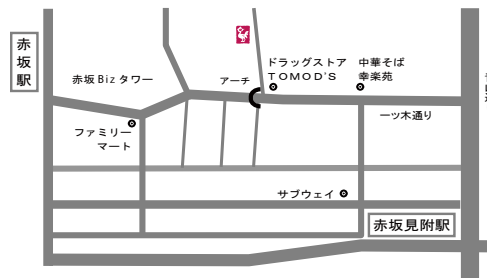 赤坂駅
赤坂Bizタワー
アーチ
ドラッグストア
TOMOD'S
中華そば
幸楽苑
一ツ木通り
ファミリー
マート
サブウェイ
赤坂見附駅